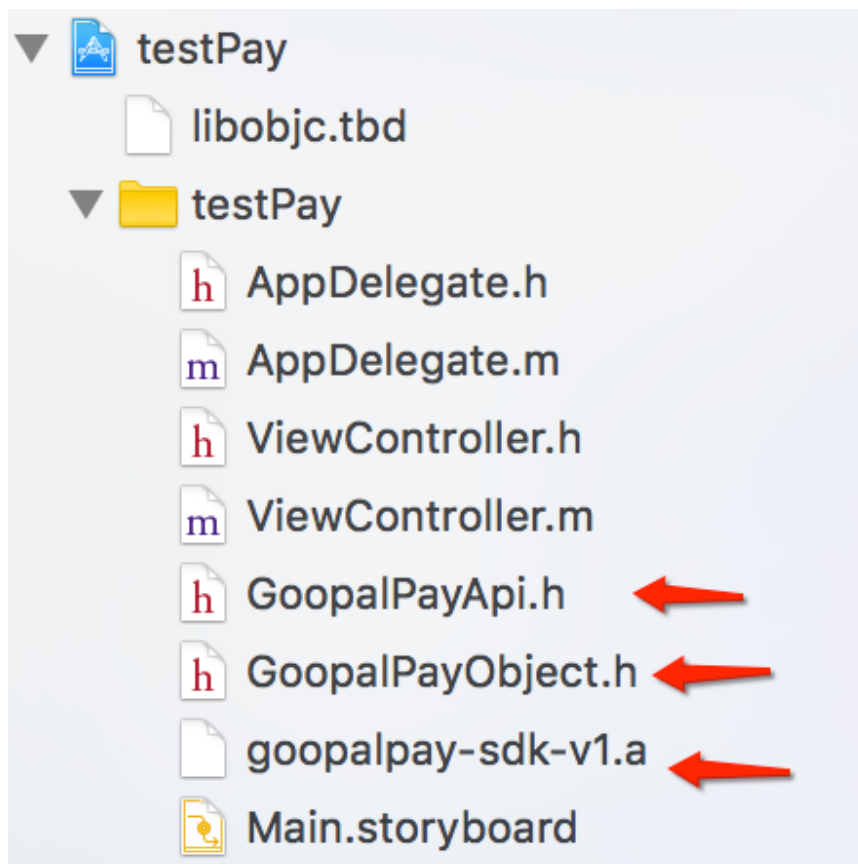 testPay
libobjc.tbd
testPay
h AppDelegate.h
m AppDelegate.m
h ViewController.h
m ViewController.m
h GoopalPayApi.h
h GoopalPayObject.h
goopalpay-sdk-v1.a
Main.storyboard